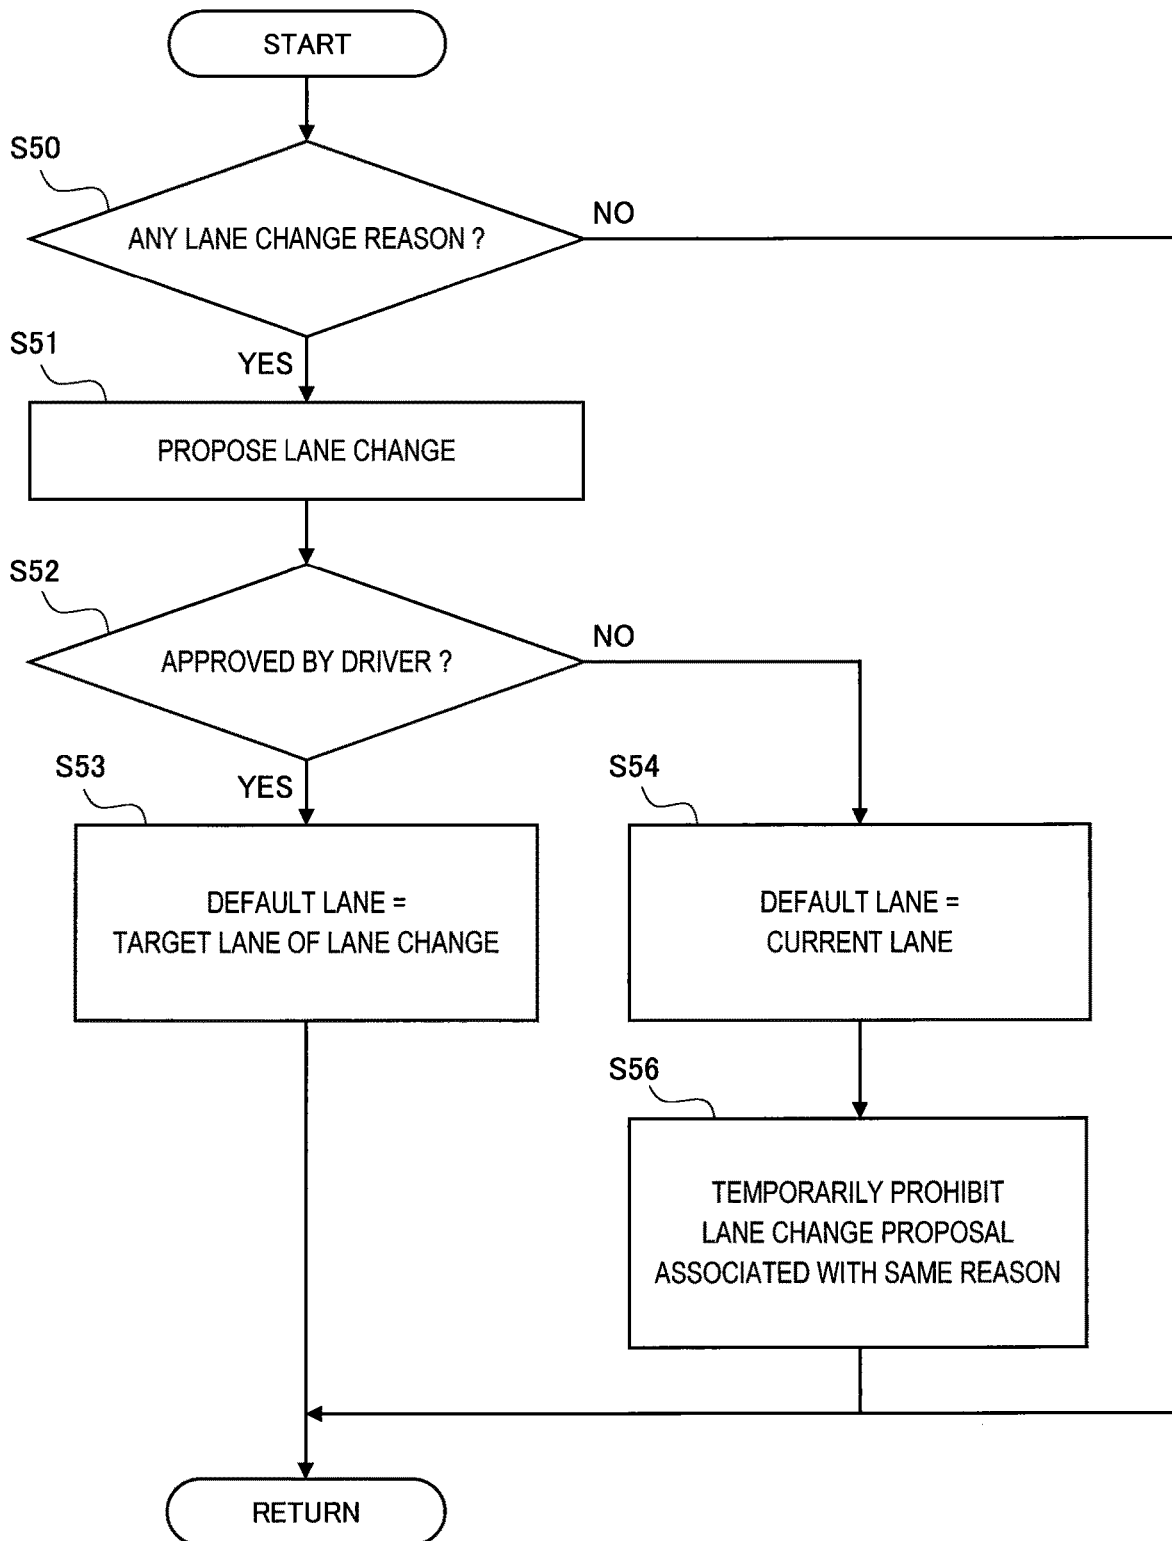 START
S50
ANY LANE CHANGE REASON ?
NO
YES
S51
PROPOSE LANE CHANGE
S52
APPROVED BY DRIVER ?
NO
YES
S53
DEFAULT LANE =
TARGET LANE OF LANE CHANGE
S54
DEFAULT LANE =
CURRENT LANE
S56
TEMPORARILY PROHIBIT
LANE CHANGE PROPOSAL
ASSOCIATED WITH SAME REASON
RETURN